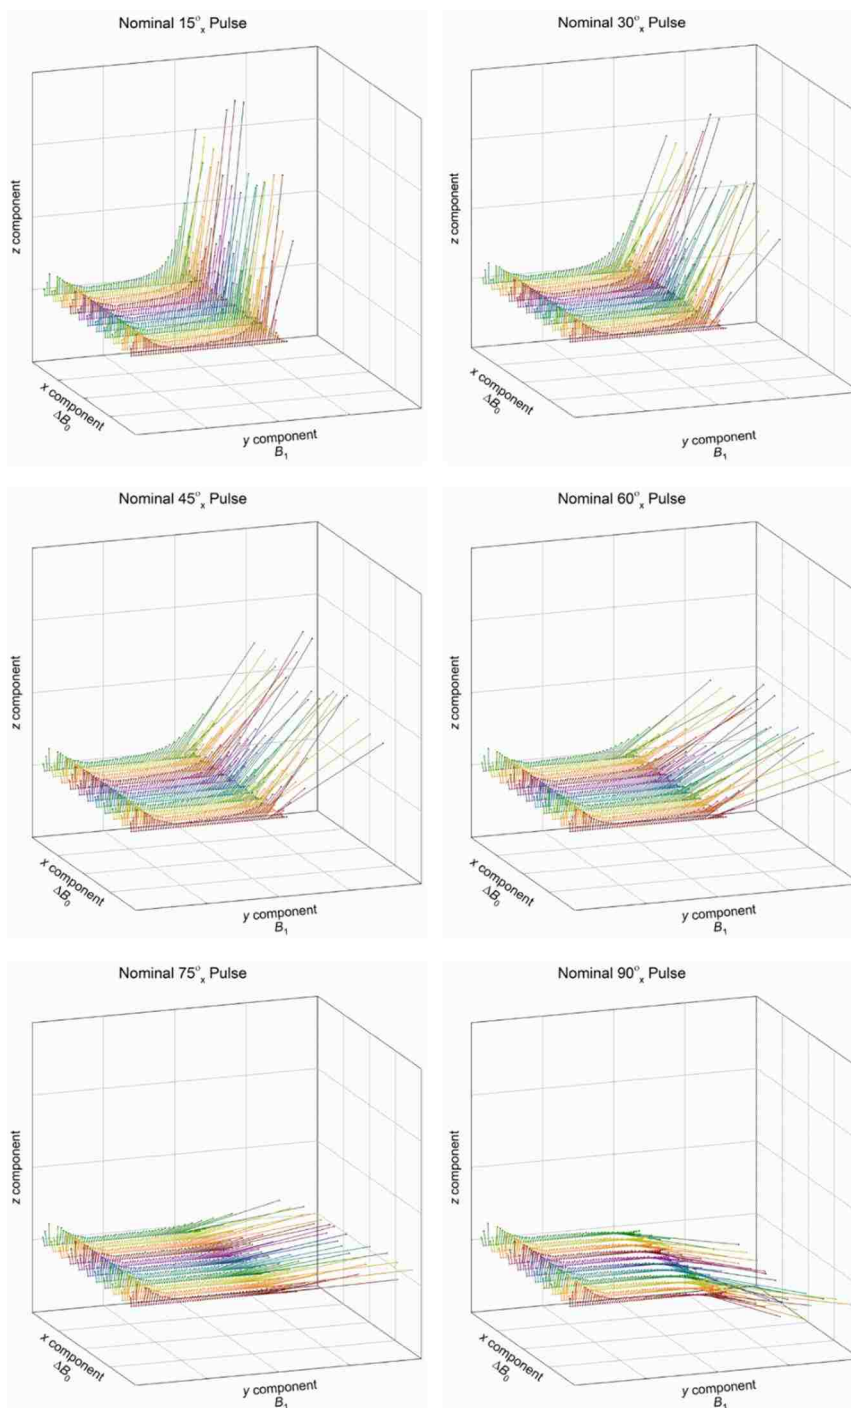 Nominal 15°ₓ Pulse
z component
x component
ΔB₀
y component
B₁
Nominal 30°ₓ Pulse
z component
x component
ΔB₀
y component
B₁
Nominal 45°ₓ Pulse
z component
x component
ΔB₀
y component
B₁
Nominal 60°ₓ Pulse
z component
x component
ΔB₀
y component
B₁
Nominal 75°ₓ Pulse
z component
x component
ΔB₀
y component
B₁
Nominal 90°ₓ Pulse
z component
x component
ΔB₀
y component
B₁